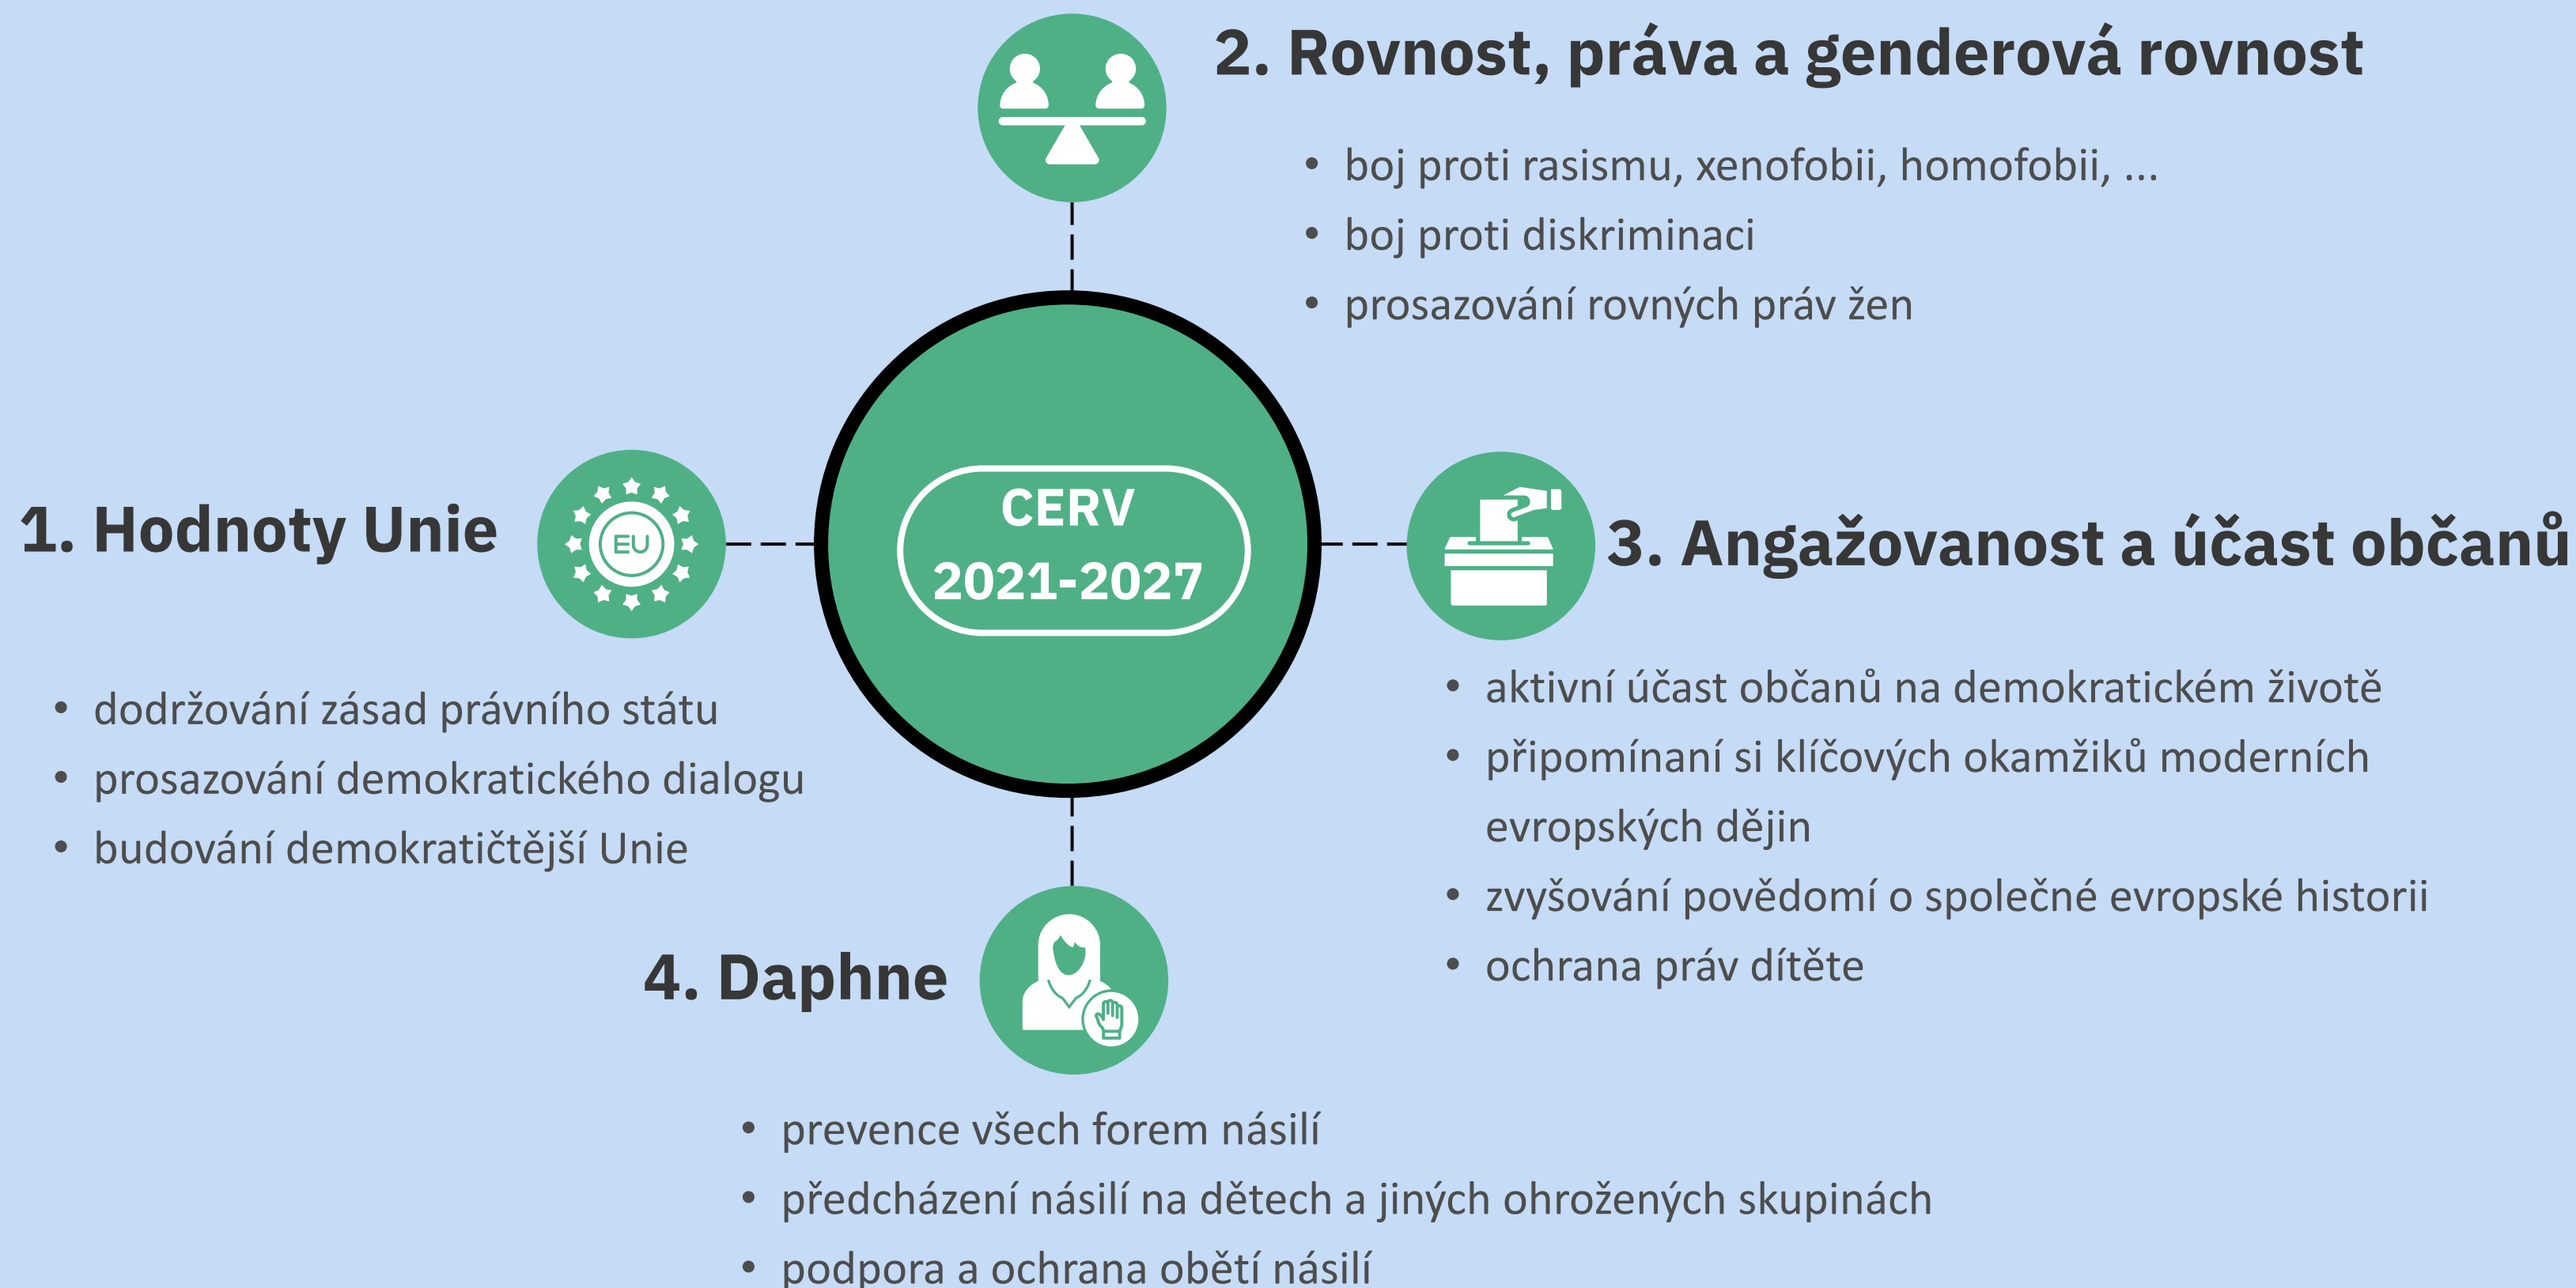 2. Rovnost, práva a genderová rovnost
• boj proti rasismu, xenofobii, homofobii, ...
• boj proti diskriminaci
• prosazování rovných práv žen
CERV
2021-2027
1. Hodnoty Unie
EU
• dodržování zásad právního státu
• prosazování demokratického dialogu
• budování demokratičtější Unie
3. Angažovanost a účast občanů
• aktivní účast občanů na demokratickém životě
• připomínaní si klíčových okamžiků moderních
evropských dějin
• zvyšování povědomí o společné evropské historii
• ochrana práv dítěte
4. Daphne
• prevence všech forem násilí
• předcházení násilí na dětech a jiných ohrožených skupinách
• podpora a ochrana obětí násilí